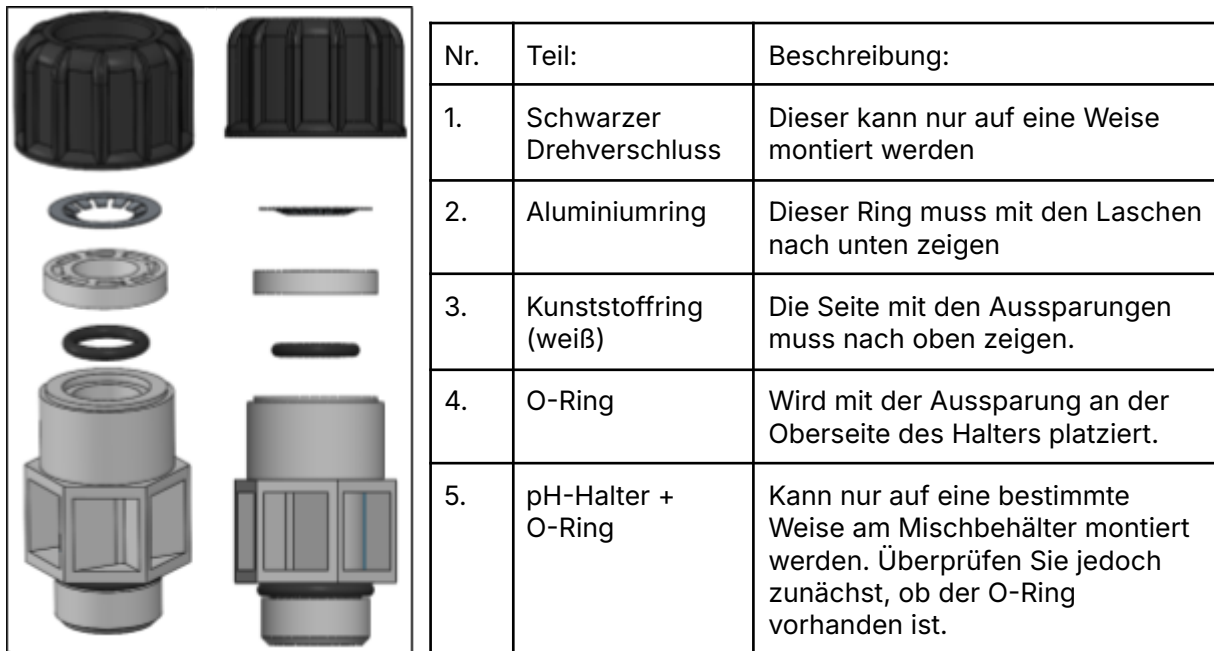 Nr. Teil: Beschreibung:
1. Schwarzer Drehverschluss Dieser kann nur auf eine Weise montiert werden
2. Aluminiumring Dieser Ring muss mit den Laschen nach unten zeigen
3. Kunststoffring (weiß) Die Seite mit den Aussparungen muss nach oben zeigen.
4. O-Ring Wird mit der Aussparung an der Oberseite des Halters platziert.
5. pH-Halter + O-Ring Kann nur auf eine bestimmte Weise am Mischbehälter montiert werden. Überprüfen Sie jedoch zunächst, ob der O-Ring vorhanden ist.